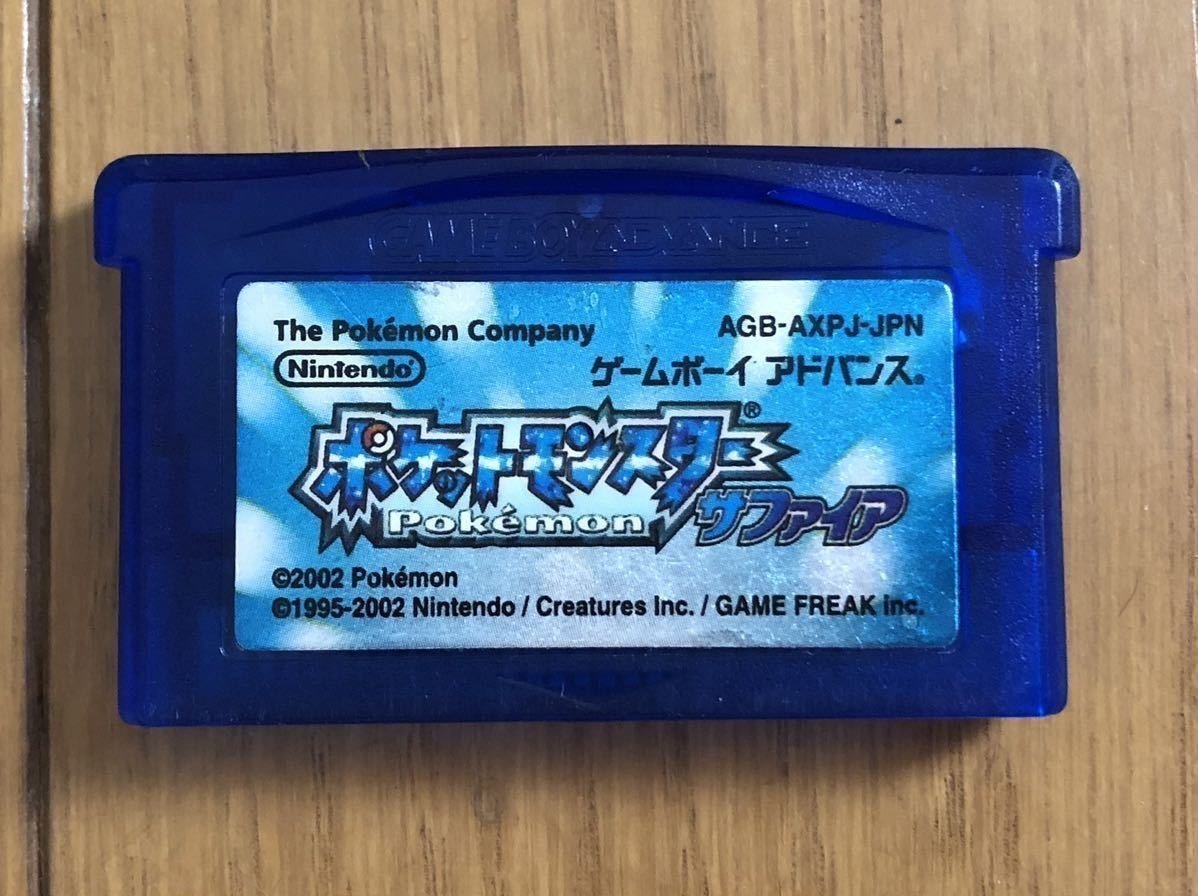 GAME BOY ADVANCE
The Pokémon Company
AGB-AXPJ-JPN
Nintendo®
ゲームボーイ アドバンス®
ポケットモンスター®
Pokémon
サファイア
©2002 Pokémon
©1995-2002 Nintendo / Creatures Inc. / GAME FREAK inc.